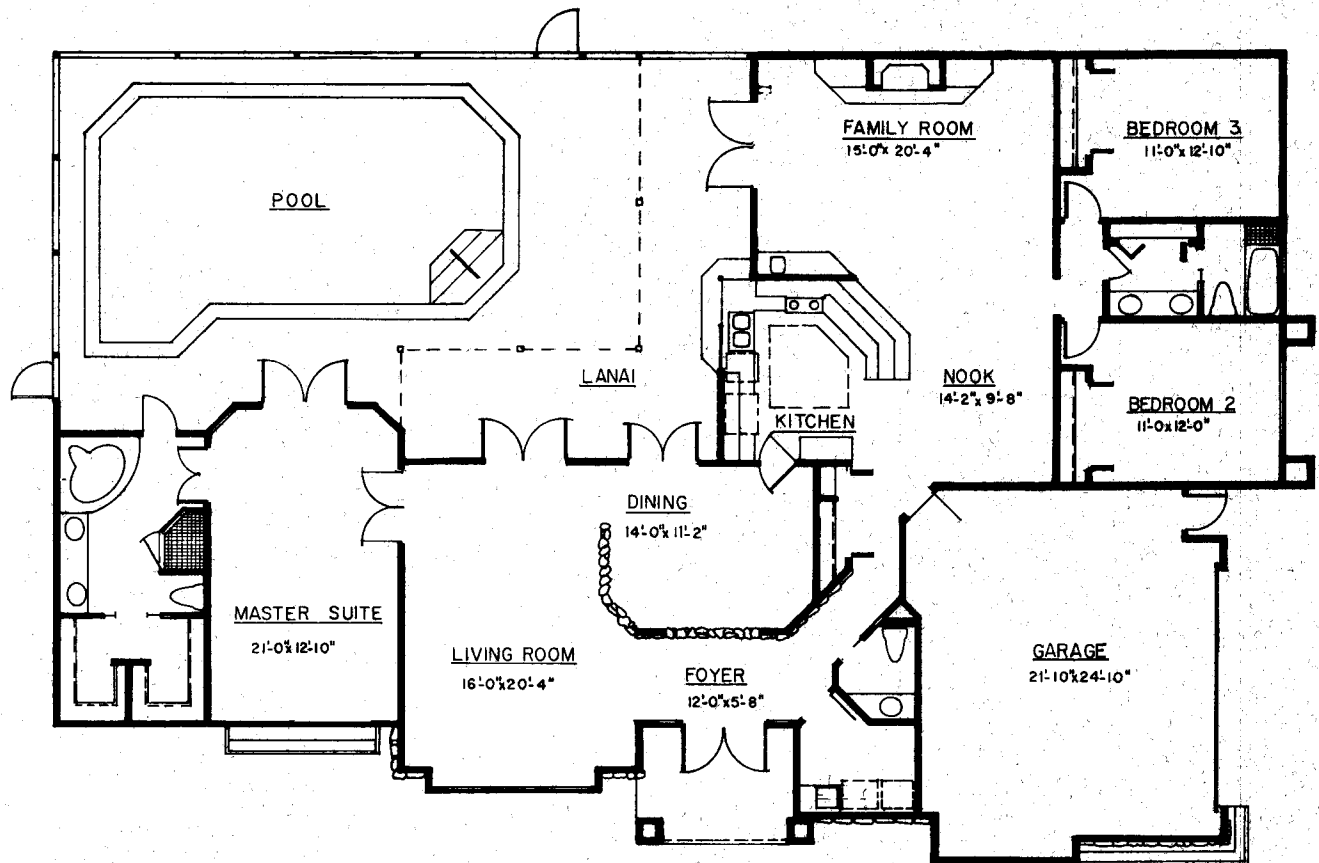 FAMILY ROOM
15'-0" x 20'-4"
BEDROOM 3
11'-0" x 12'-10"
POOL
LANAI
NOOK
14'-2" x 9'-8"
KITCHEN
BEDROOM 2
11'-0 x 12'-0"
DINING
14'-0" x 11'-2"
MASTER SUITE
21'-0" x 12'-10"
LIVING ROOM
16'-0" x 20'-4"
FOYER
12'-0" x 5'-8"
GARAGE
21'-10" x 24'-10"